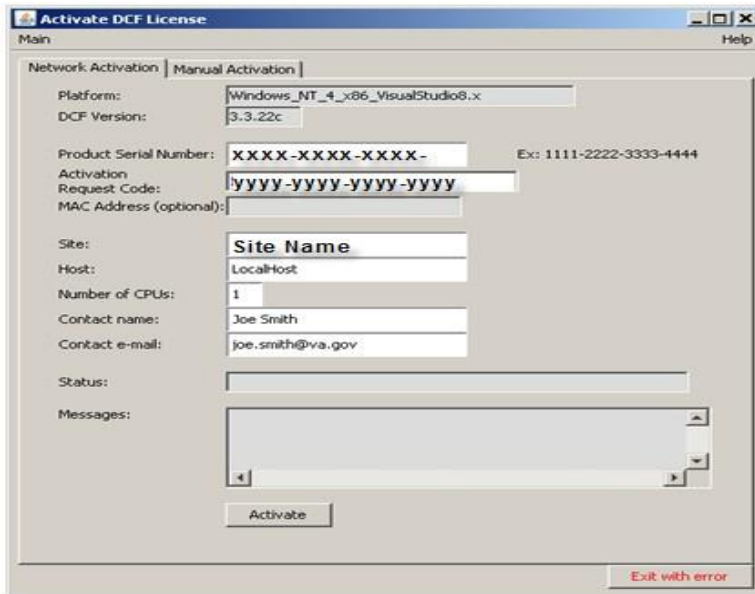 Activate DCF License
Main Help
Network Activation Manual Activation
Platform: Windows_NT_4_x86_VisualStudio8.x
DCF Version: 3.3.22c
Product Serial Number: XXXX-XXXX-XXXX- Ex: 1111-2222-3333-4444
Activation
Request Code: yyyy-yyyy-yyyy-yyyy
MAC Address (optional):
Site: Site Name
Host: LocalHost
Number of CPUs: 1
Contact name: Joe Smith
Contact e-mail: joe.smith@va.gov
Status:
Messages:
Activate
Exit with error